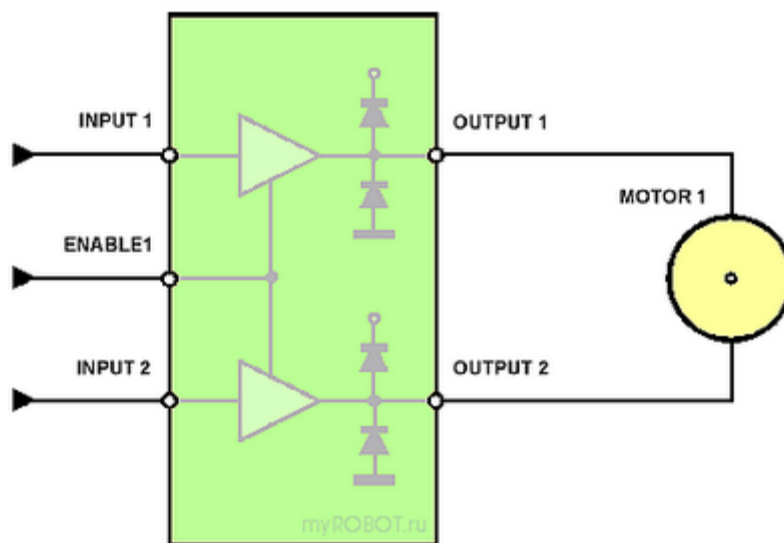 INPUT 1
OUTPUT 1
MOTOR 1
ENABLE1
INPUT 2
OUTPUT 2
myROBOT.ru